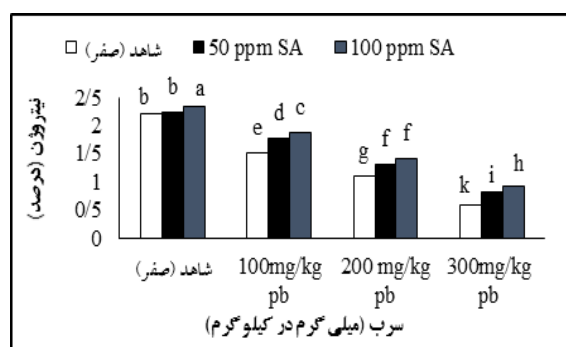 شاهد (صفر) 50 ppm SA 100 ppm SA
نیتروژن (درصد)
2/5
2
1/5
1
0/5
0
b b a
e d c
g f f
k i h
شاهد (صفر) 100mg/kg pb 200 mg/kg pb 300mg/kg pb
سرب (میلی گرم در کیلوگرم)